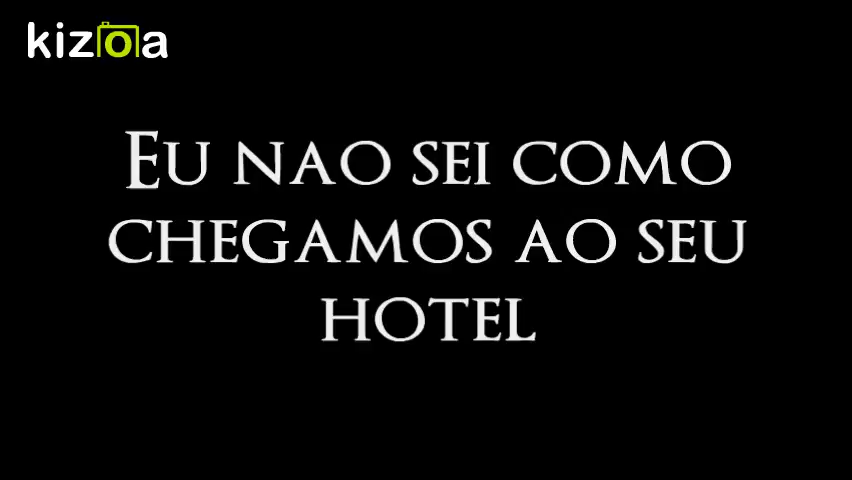 kizoa
EU NAO SEI COMO
CHEGAMOS AO SEU
HOTEL